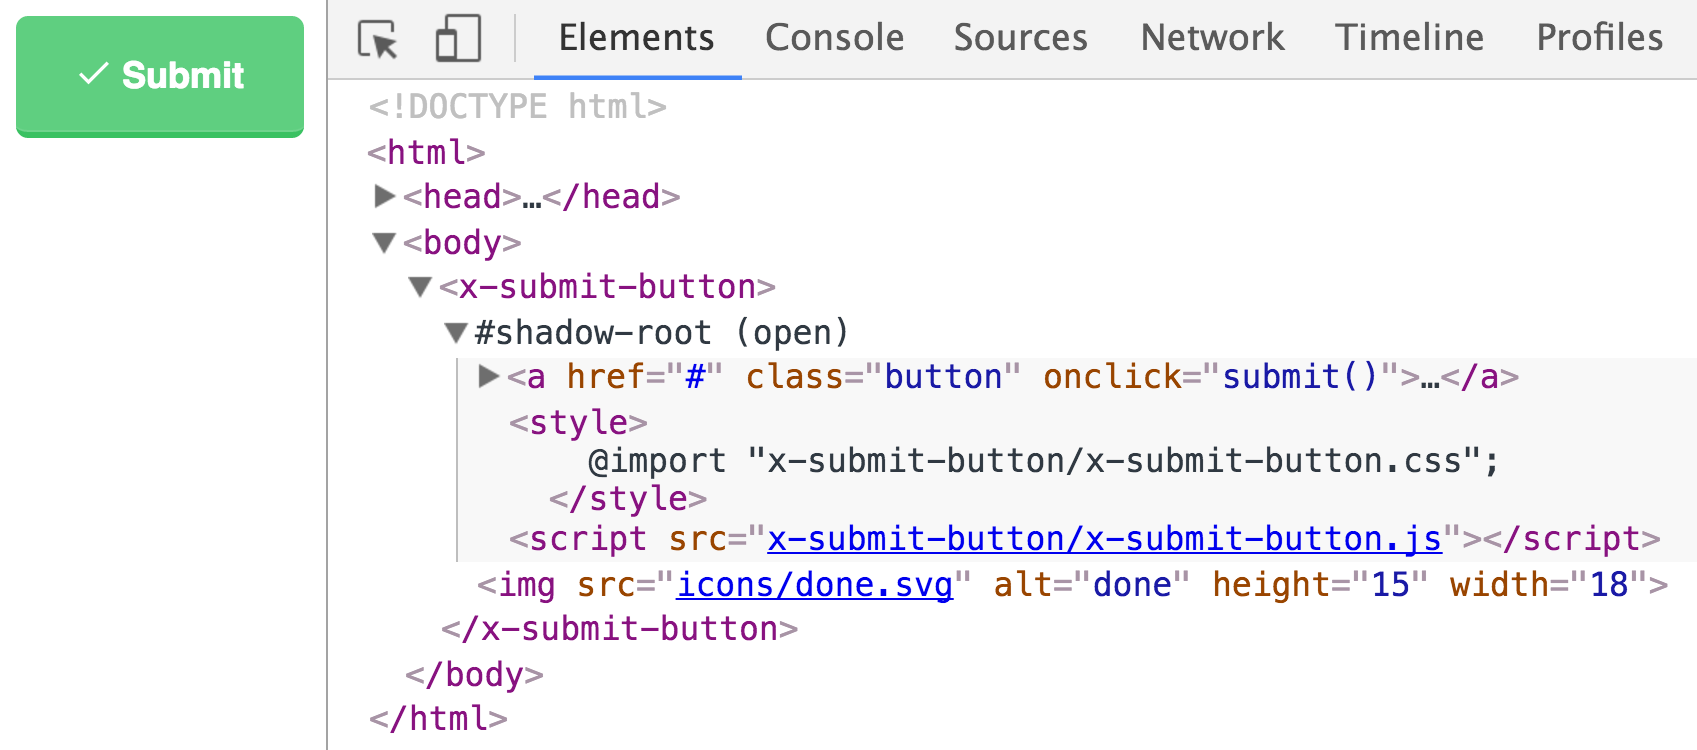 Submit
Elements Console Sources Network Timeline Profiles
<!DOCTYPE html>
<html>
<head>…</head>
<body>
<x-submit-button>
#shadow-root (open)
<a href="#" class="button" onclick="submit()">…</a>
<style>
@import "x-submit-button/x-submit-button.css";
</style>
<script src="x-submit-button/x-submit-button.js"></script>
<img src="icons/done.svg" alt="done" height="15" width="18">
</x-submit-button>
</body>
</html>